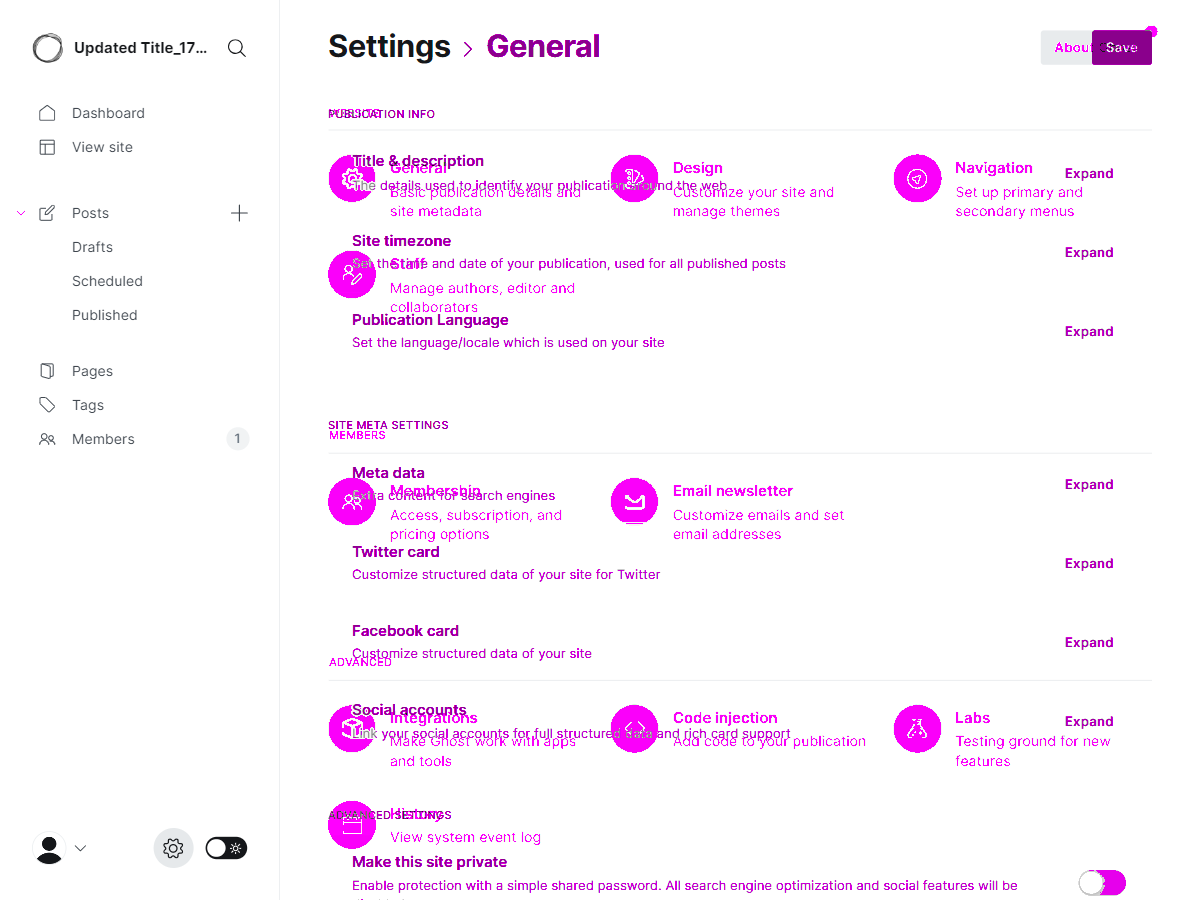 Updated Title_17...
Settings › General
About
Save
Dashboard
View site
Posts
Drafts
Scheduled
Published
Pages
Tags
Members 1
WEBSITE
PUBLICATION INFO
Title & description
The details used to identify your publication around the web
Expand
General
Basic publication details and
site metadata
Design
Customize your site and
manage themes
Navigation
Set up primary and
secondary menus
Site timezone
Set the time and date of your publication, used for all published posts
Expand
Staff
Manage authors, editor and
collaborators
Publication Language
Set the language/locale which is used on your site
Expand
SITE META SETTINGS
MEMBERS
Meta data
Extra content for search engines
Expand
Membership
Access, subscription, and
pricing options
Email newsletter
Customize emails and set
email addresses
Twitter card
Customize structured data of your site for Twitter
Expand
Facebook card
Customize structured data of your site
Expand
ADVANCED
Social accounts
Link your social accounts for full structured data and rich card support
Expand
Integrations
Make Ghost work with apps
and tools
Code injection
Add code to your publication
Labs
Testing ground for new
features
ADVANCED SETTINGS
History
View system event log
Make this site private
Enable protection with a simple shared password. All search engine optimization and social features will be